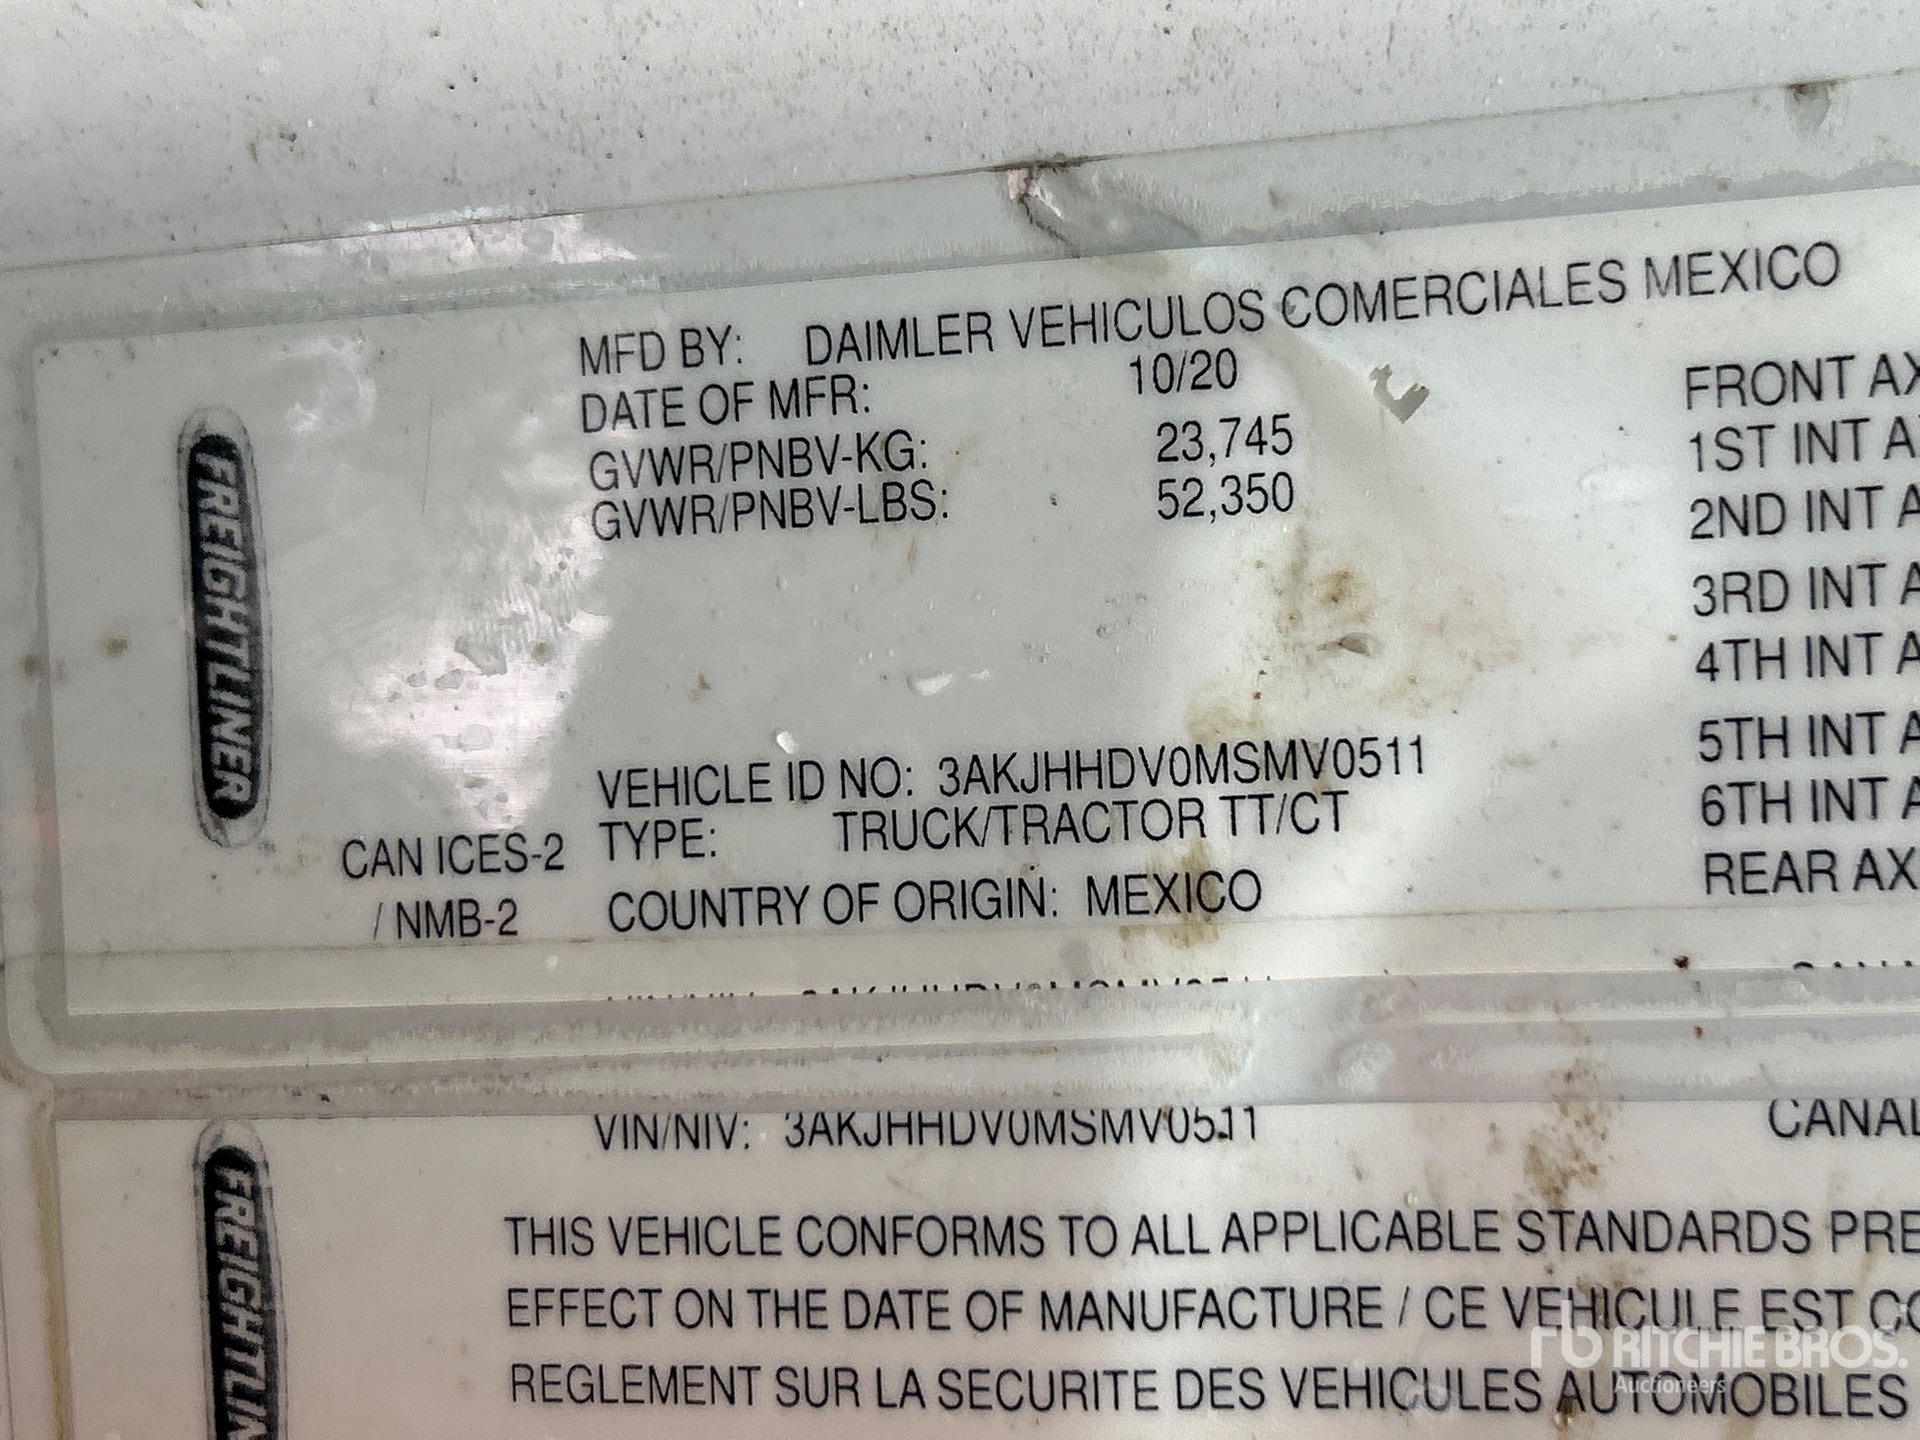 MFD BY: DAIMLER VEHICULOS COMERCIALES MEXICO
DATE OF MFR: 10/20
GVWR/PNBV-KG: 23,745
GVWR/PNBV-LBS: 52,350
FREIGHTLINER
VEHICLE ID NO: 3AKJHHDV0MSMV0511
TYPE: TRUCK/TRACTOR TT/CT
CAN ICES-2
/ NMB-2
COUNTRY OF ORIGIN: MEXICO
FRONT AX
1ST INT A
2ND INT A
3RD INT A
4TH INT A
5TH INT A
6TH INT A
REAR AX
VIN/NIV: 3AKJHHDV0MSMV0511
CANAD
FREIGHTLIN
THIS VEHICLE CONFORMS TO ALL APPLICABLE STANDARDS PRE
EFFECT ON THE DATE OF MANUFACTURE / CE VEHICULE EST CO
REGLEMENT SUR LA SECURITE DES VEHICULES AUTOMOBILES
rb RITCHIE BROS.
Auctioneers